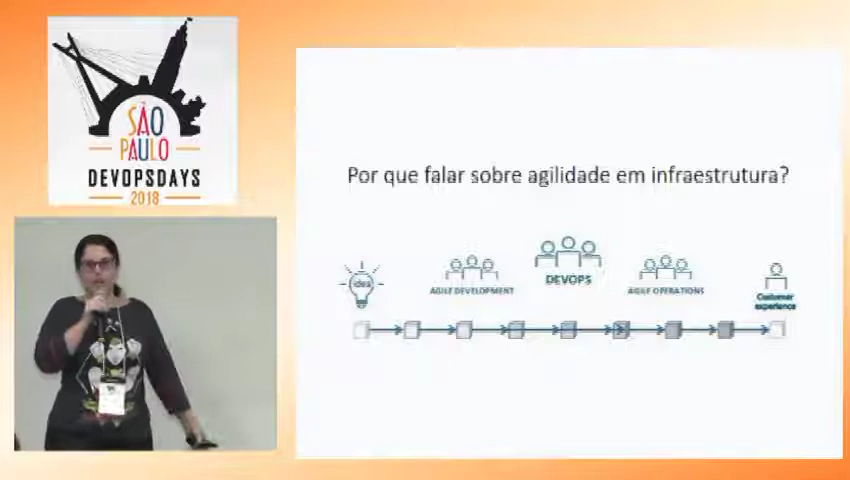 SÃO
PAULO
DEVOPSDAYS
2018
Por que falar sobre agilidade em infraestrutura?
idea
AGILE DEVELOPMENT
DEVOPS
AGILE OPERATIONS
Customer
experience